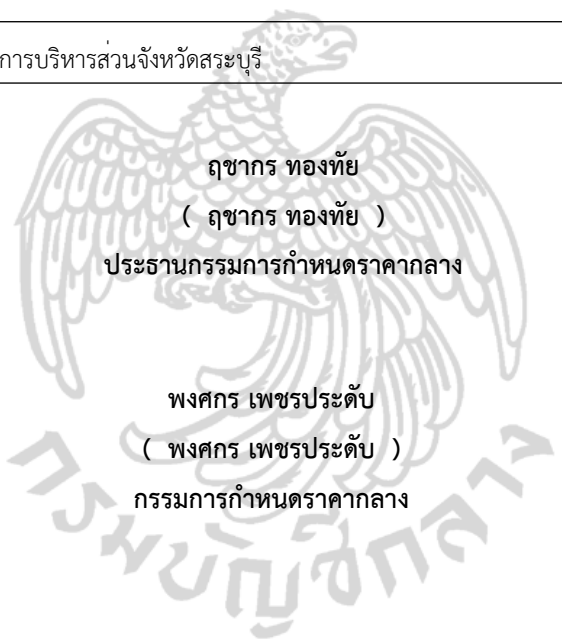 การบริหารส่วนจังหวัดสระบุรี
ฤชากร ทองทัย
( ฤชากร ทองทัย )
ประธานกรรมการกำหนดราคากลาง
พงศกร เพชรประดับ
( พงศกร เพชรประดับ )
กรรมการกำหนดราคากลาง
กรมบัญชีกลาง